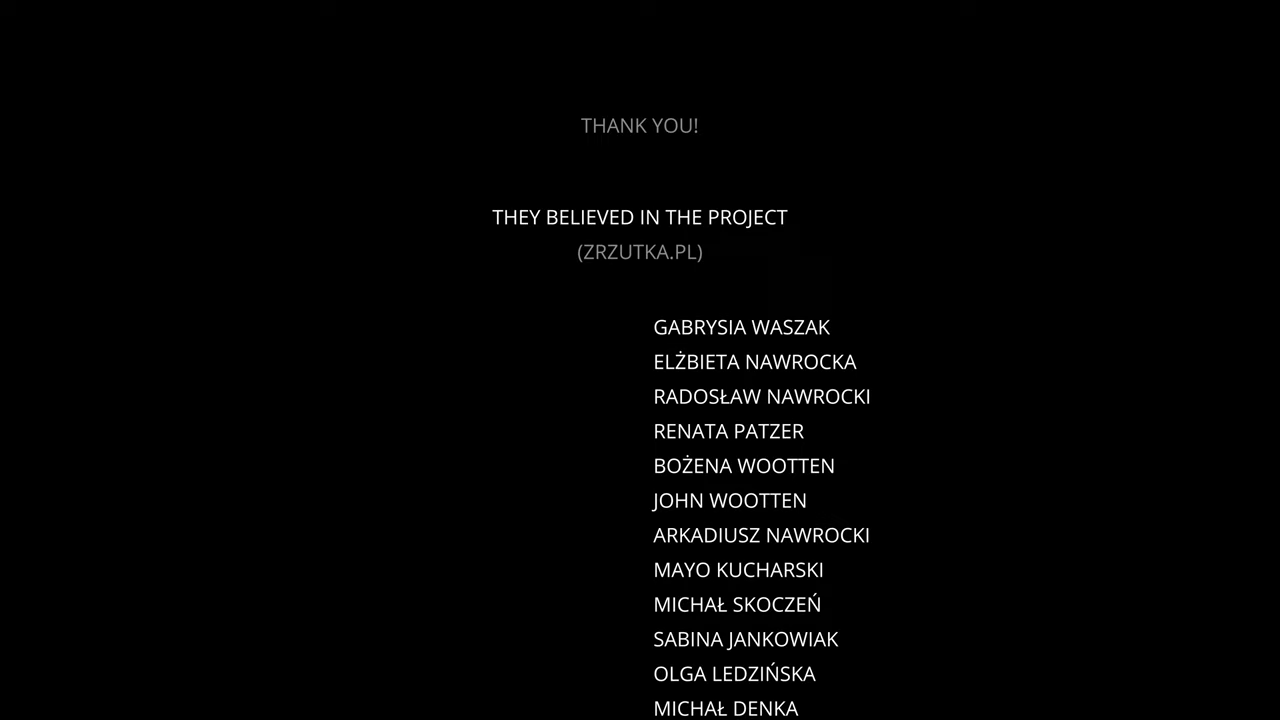 THANK YOU!
THEY BELIEVED IN THE PROJECT
(ZRZUTKA.PL)
GABRYSIA WASZAK
ELŻBIETA NAWROCKA
RADOSŁAW NAWROCKI
RENATA PATZER
BOŻENA WOOTTEN
JOHN WOOTTEN
ARKADIUSZ NAWROCKI
MAYO KUCHARSKI
MICHAŁ SKOCZEŃ
SABINA JANKOWIAK
OLGA LEDZIŃSKA
MICHAŁ DENKA